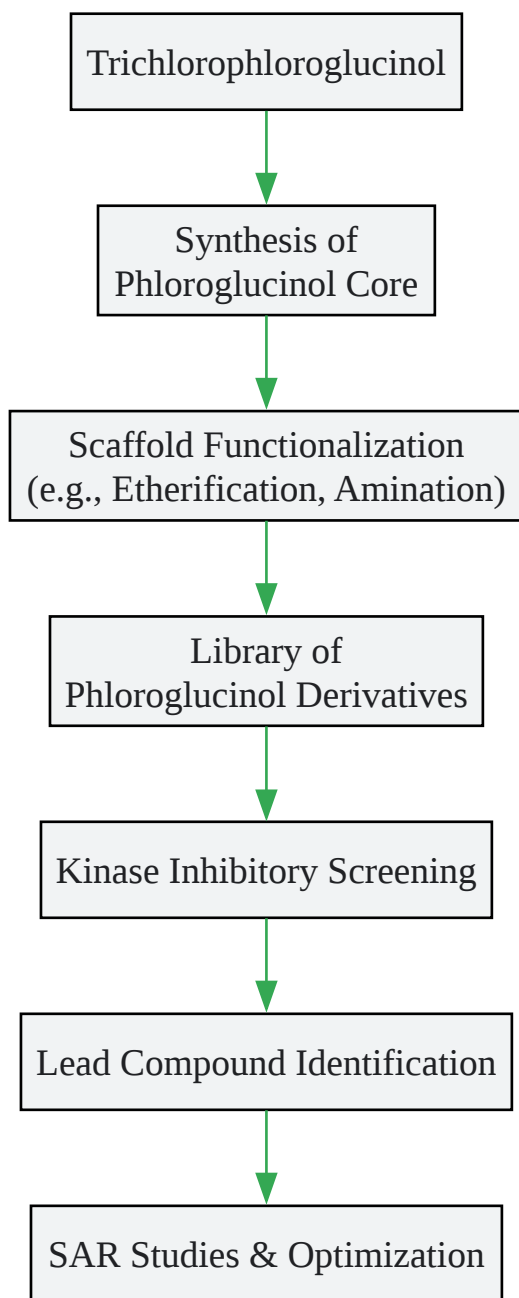 Trichlorophloroglucinol
Synthesis of
Phloroglucinol Core
Scaffold Functionalization
(e.g., Etherification, Amination)
Library of
Phloroglucinol Derivatives
Kinase Inhibitory Screening
Lead Compound Identification
SAR Studies & Optimization